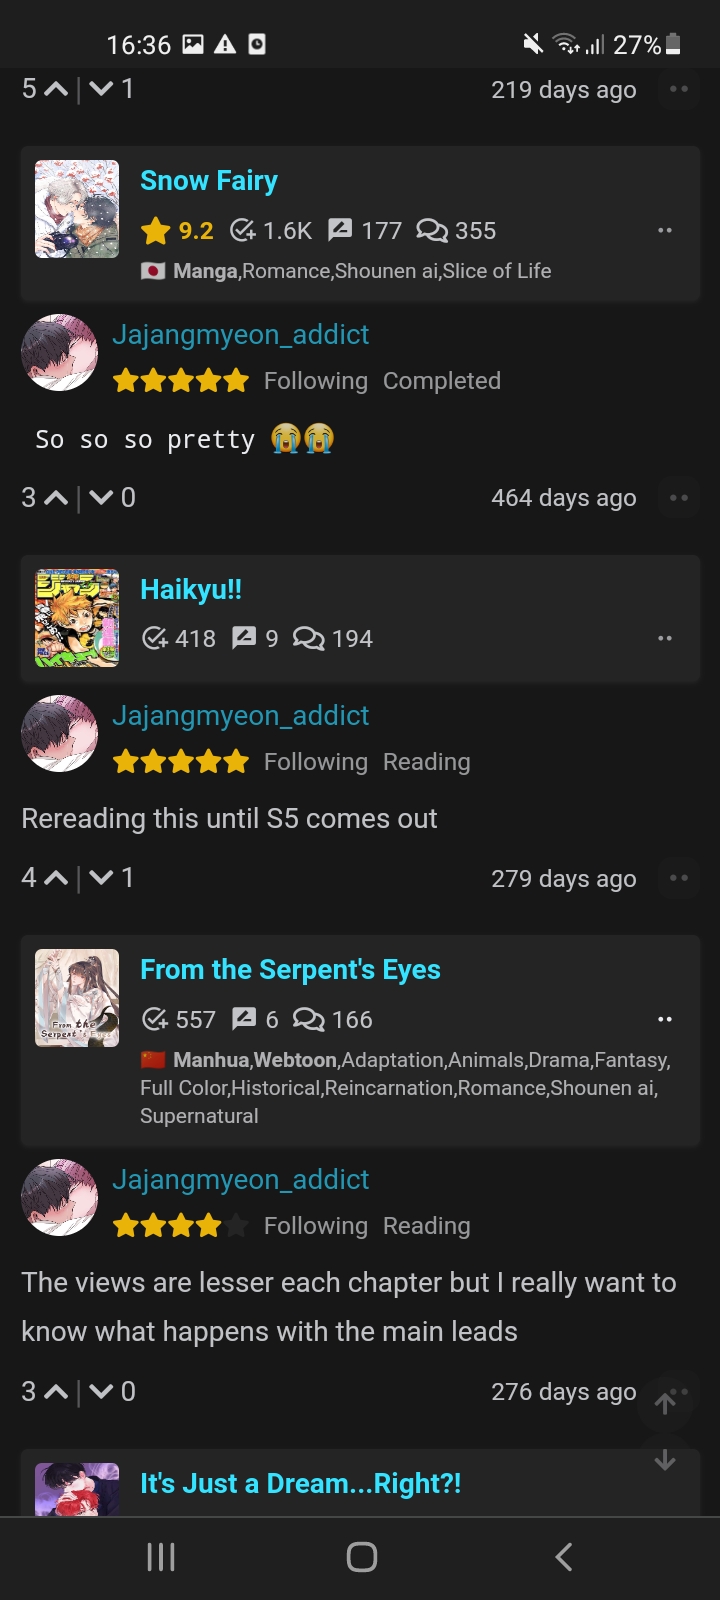 16:36 27%
5 | 1 219 days ago
Snow Fairy
9.2 1.6K 177 355
Manga,Romance,Shounen ai,Slice of Life
Jajangmyeon_addict
Following Completed
So so so pretty 😭😭
3 | 0 464 days ago
Haikyu!!
418 9 194
Jajangmyeon_addict
Following Reading
Rereading this until S5 comes out
4 | 1 279 days ago
From the Serpent's Eyes
557 6 166
From the
Serpent's Eyes
Manhua,Webtoon,Adaptation,Animals,Drama,Fantasy,
Full Color,Historical,Reincarnation,Romance,Shounen ai,
Supernatural
Jajangmyeon_addict
Following Reading
The views are lesser each chapter but I really want to
know what happens with the main leads
3 | 0 276 days ago
It's Just a Dream...Right?!